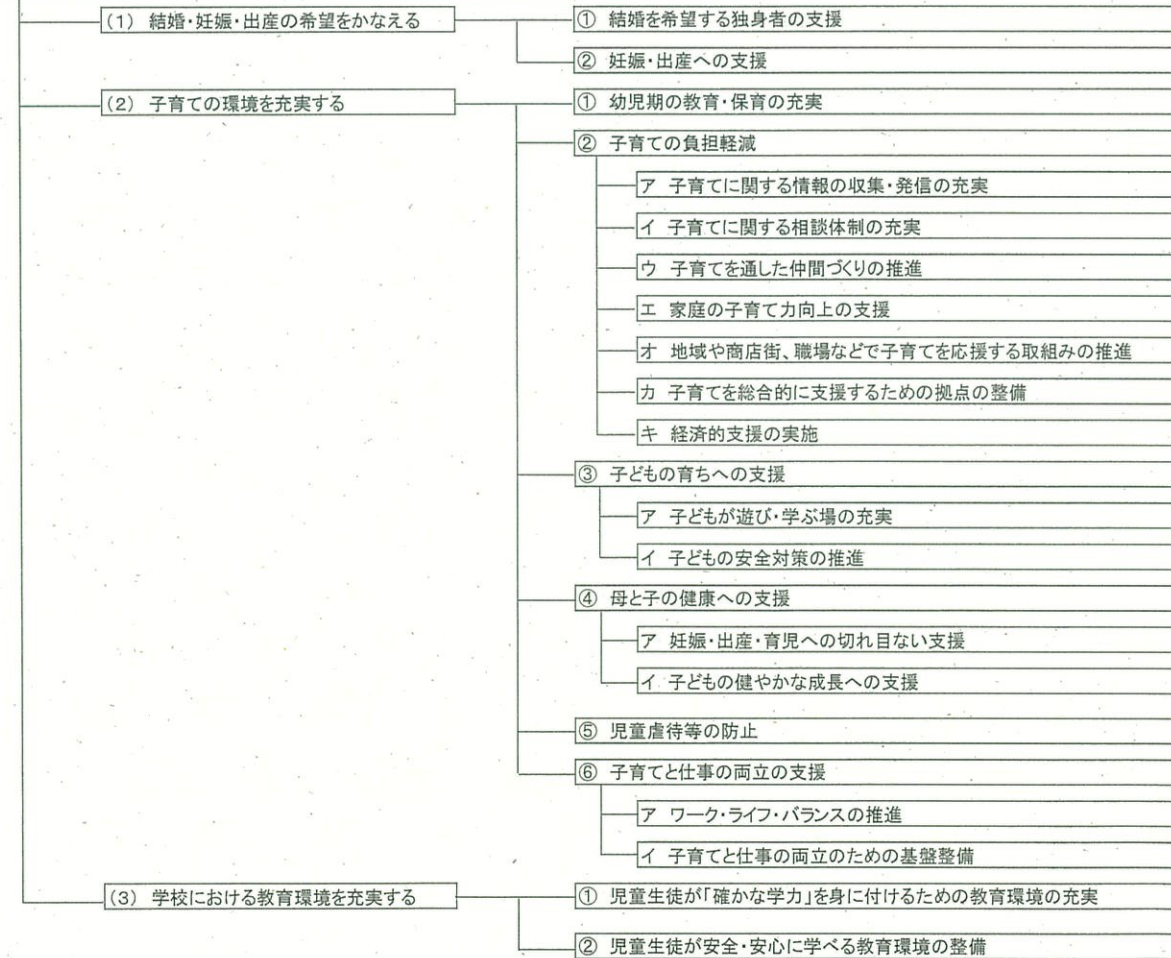 (1) 結婚・妊娠・出産の希望をかなえる
① 結婚を希望する独身者の支援
② 妊娠・出産への支援
(2) 子育ての環境を充実する
① 幼児期の教育・保育の充実
② 子育ての負担軽減
ア 子育てに関する情報の収集・発信の充実
イ 子育てに関する相談体制の充実
ウ 子育てを通した仲間づくりの推進
エ 家庭の子育て力向上の支援
オ 地域や商店街、職場などで子育てを応援する取組みの推進
カ 子育てを総合的に支援するための拠点の整備
キ 経済的支援の実施
③ 子どもの育ちへの支援
ア 子どもが遊び・学ぶ場の充実
イ 子どもの安全対策の推進
④ 母と子の健康への支援
ア 妊娠・出産・育児への切れ目ない支援
イ 子どもの健やかな成長への支援
⑤ 児童虐待等の防止
⑥ 子育てと仕事の両立の支援
ア ワーク・ライフ・バランスの推進
イ 子育てと仕事の両立のための基盤整備
(3) 学校における教育環境を充実する
① 児童生徒が「確かな学力」を身に付けるための教育環境の充実
② 児童生徒が安全・安心に学べる教育環境の整備